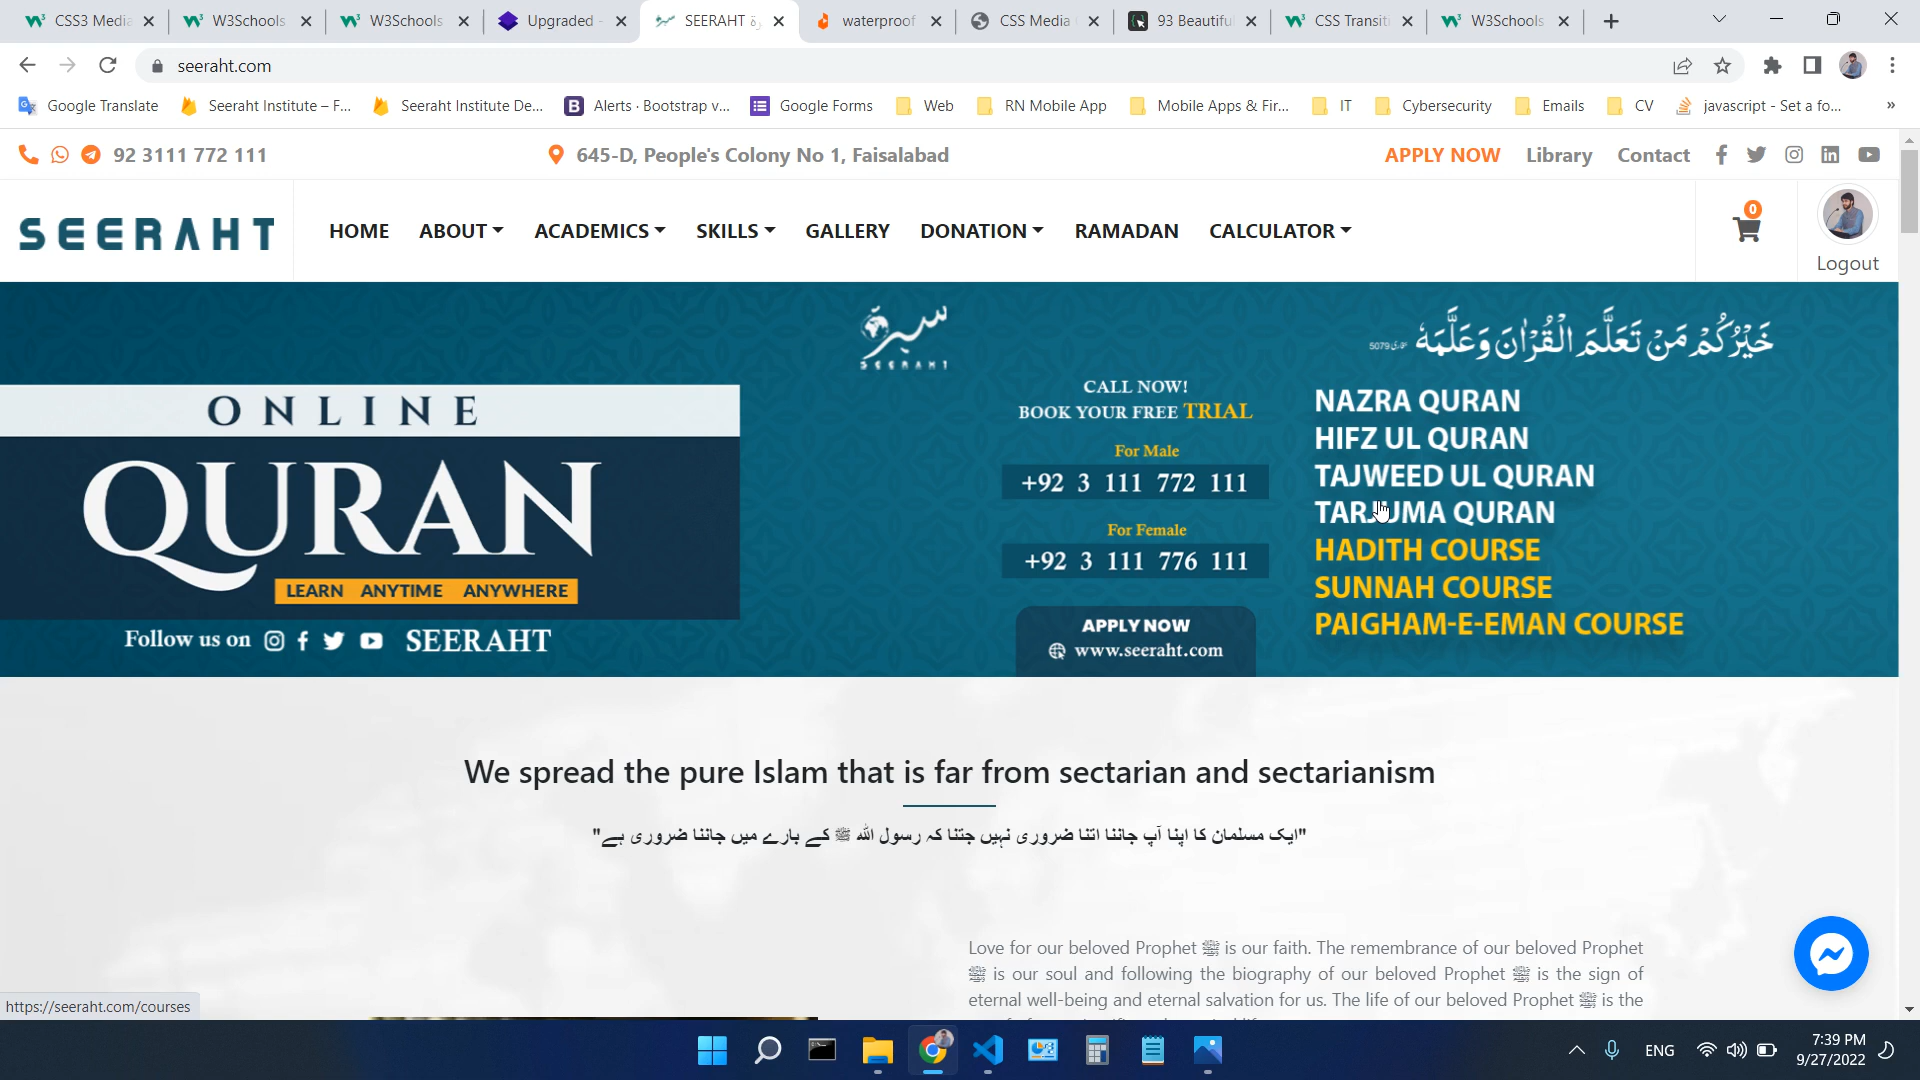 CSS3 Media
W3Schools
W3Schools
Upgraded -
SEERAHT
waterproof
CSS Media
93 Beautiful
CSS Transiti
W3Schools
seeraht.com
Google Translate
Seeraht Institute – F...
Seeraht Institute De...
Alerts · Bootstrap v...
Google Forms
Web
RN Mobile App
Mobile Apps & Fir...
IT
Cybersecurity
Emails
CV
javascript - Set a fo...
»
92 3111 772 111
645-D, People's Colony No 1, Faisalabad
APPLY NOW
Library
Contact
SEERAHT
HOME
ABOUT
ACADEMICS
SKILLS
GALLERY
DONATION
RAMADAN
CALCULATOR
0
Logout
سيرة
SEERAHT
خَيْرُكُمْ مَنْ تَعَلَّمَ الْقُرْاٰنَ وَعَلَّمَهٗ
ONLINE
QURAN
LEARN ANYTIME ANYWHERE
Follow us on
SEERAHT
CALL NOW!
BOOK YOUR FREE TRIAL
For Male
+92 3 111 772 111
For Female
+92 3 111 776 111
APPLY NOW
www.seeraht.com
NAZRA QURAN
HIFZ UL QURAN
TAJWEED UL QURAN
TARJUMA QURAN
HADITH COURSE
SUNNAH COURSE
PAIGHAM-E-EMAN COURSE
We spread the pure Islam that is far from sectarian and sectarianism
"ایک مسلمان کا اپنا آپ جاننا اتنا ضروری نہیں جتنا کہ رسول اللہ ﷺ کے بارے میں جاننا ضروری ہے"
Love for our beloved Prophet ﷺ is our faith. The remembrance of our beloved Prophet
ﷺ is our soul and following the biography of our beloved Prophet ﷺ is the sign of
eternal well-being and eternal salvation for us. The life of our beloved Prophet ﷺ is the
https://seeraht.com/courses
ENG
7:39 PM
9/27/2022